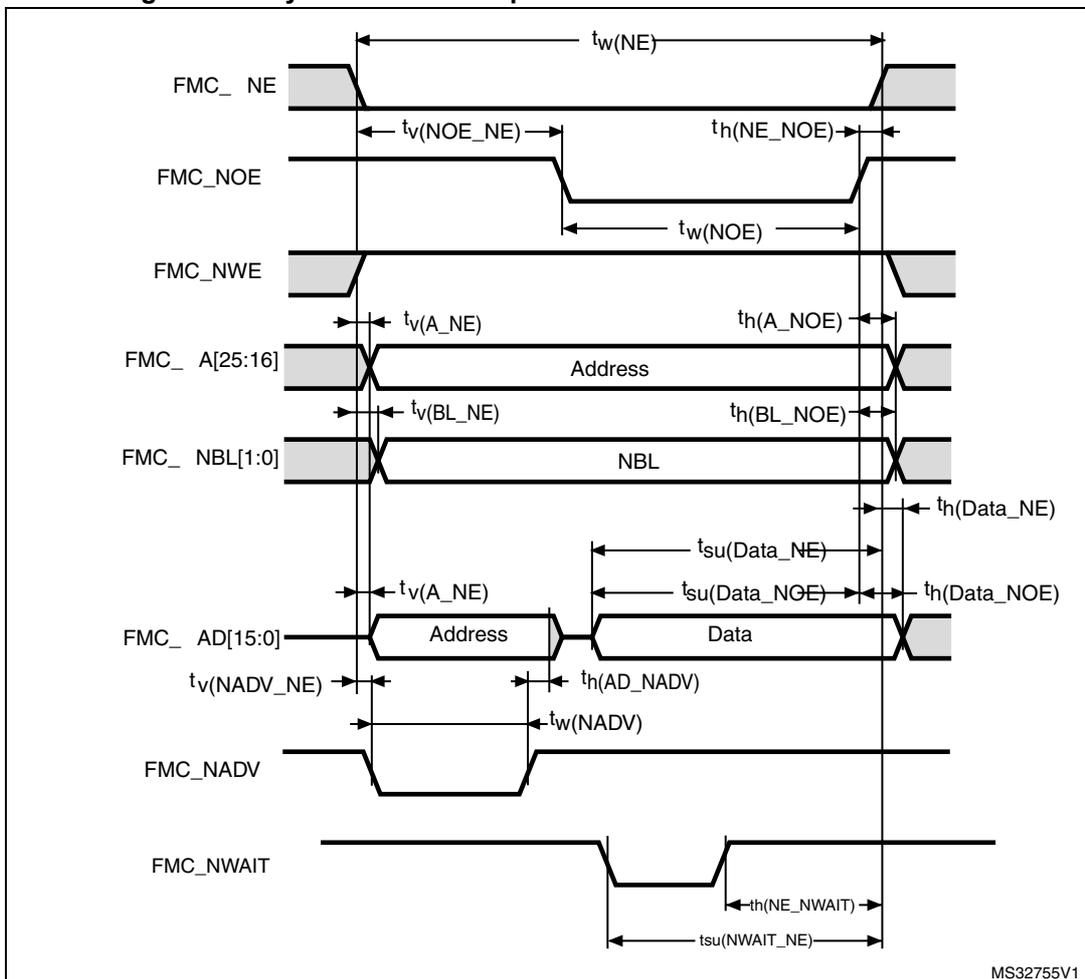 tw(NE)
FMC_ NE
tv(NOE_NE)
th(NE_NOE)
FMC_NOE
tw(NOE)
FMC_NWE
tv(A_NE)
th(A_NOE)
FMC_ A[25:16]
Address
tv(BL_NE)
th(BL_NOE)
FMC_ NBL[1:0]
NBL
th(Data_NE)
tsu(Data_NE)
tv(A_NE)
tsu(Data_NOE)
th(Data_NOE)
FMC_ AD[15:0]
Address
Data
tv(NADV_NE)
th(AD_NADV)
tw(NADV)
FMC_NADV
FMC_NWAIT
th(NE_NWAIT)
tsu(NWAIT_NE)
MS32755V1